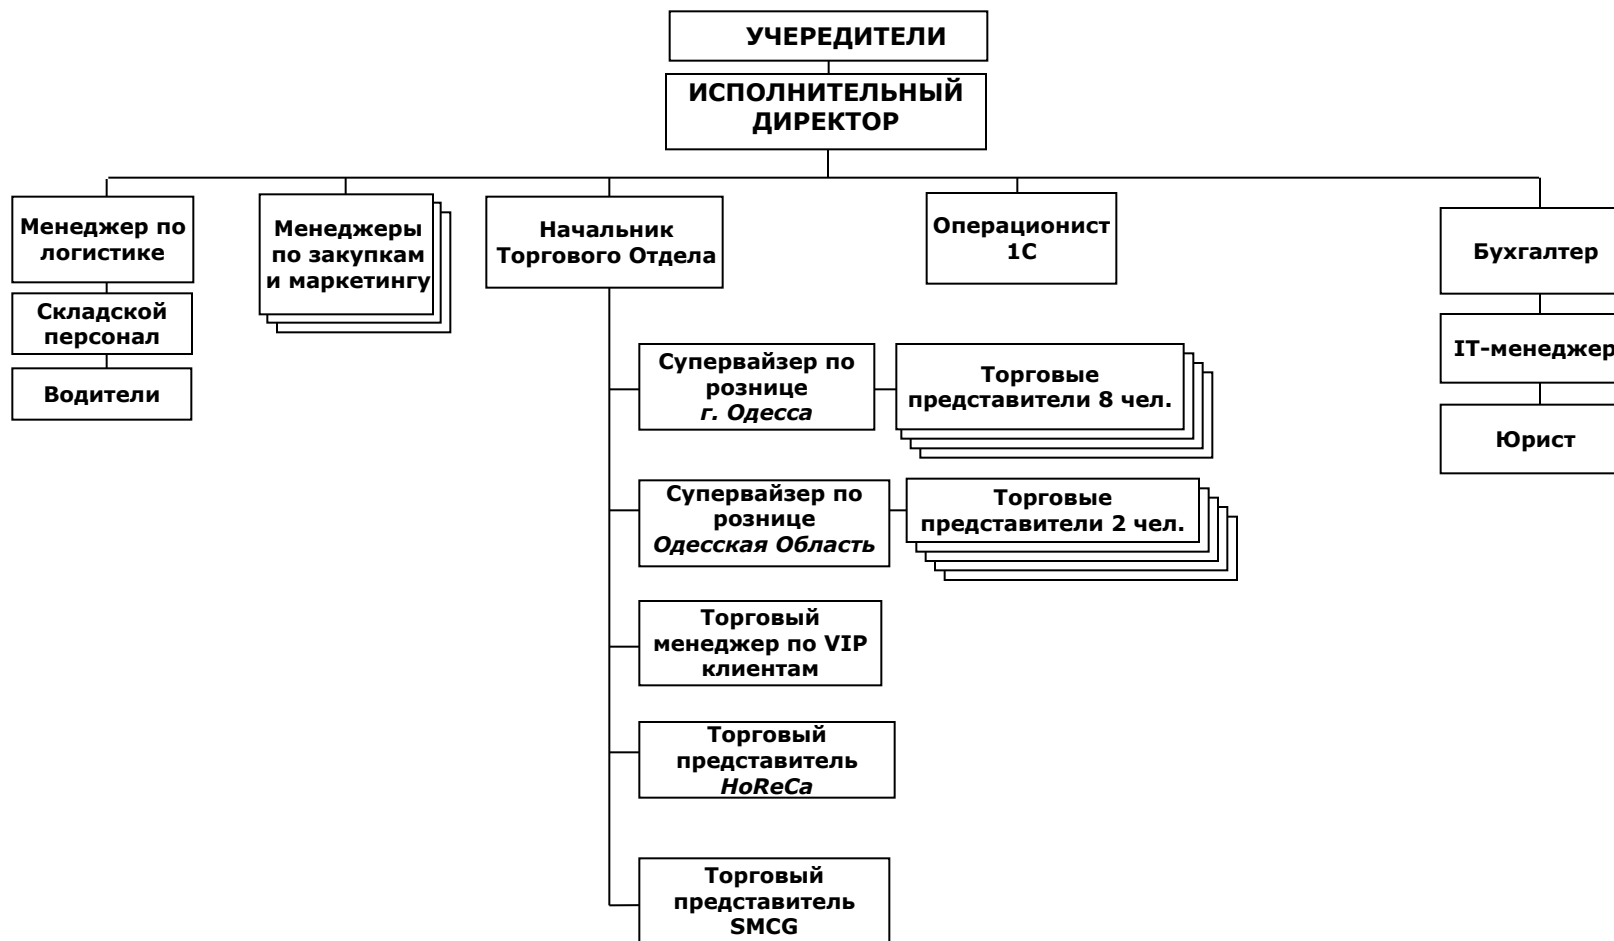 УЧЕРЕДИТЕЛИ
ИСПОЛНИТЕЛЬНЫЙ
ДИРЕКТОР
Менеджер по
логистике
Складской
персонал
Водители
Менеджеры
по закупкам
и маркетингу
Начальник
Торгового Отдела
Операционист
1С
Бухгалтер
IT-менеджер
Юрист
Супервайзер по
рознице
г. Одесса
Торговые
представители 8 чел.
Супервайзер по
рознице
Одесская Область
Торговые
представители 2 чел.
Торговый
менеджер по VIP
клиентам
Торговый
представитель
HoReCa
Торговый
представитель
SMCG